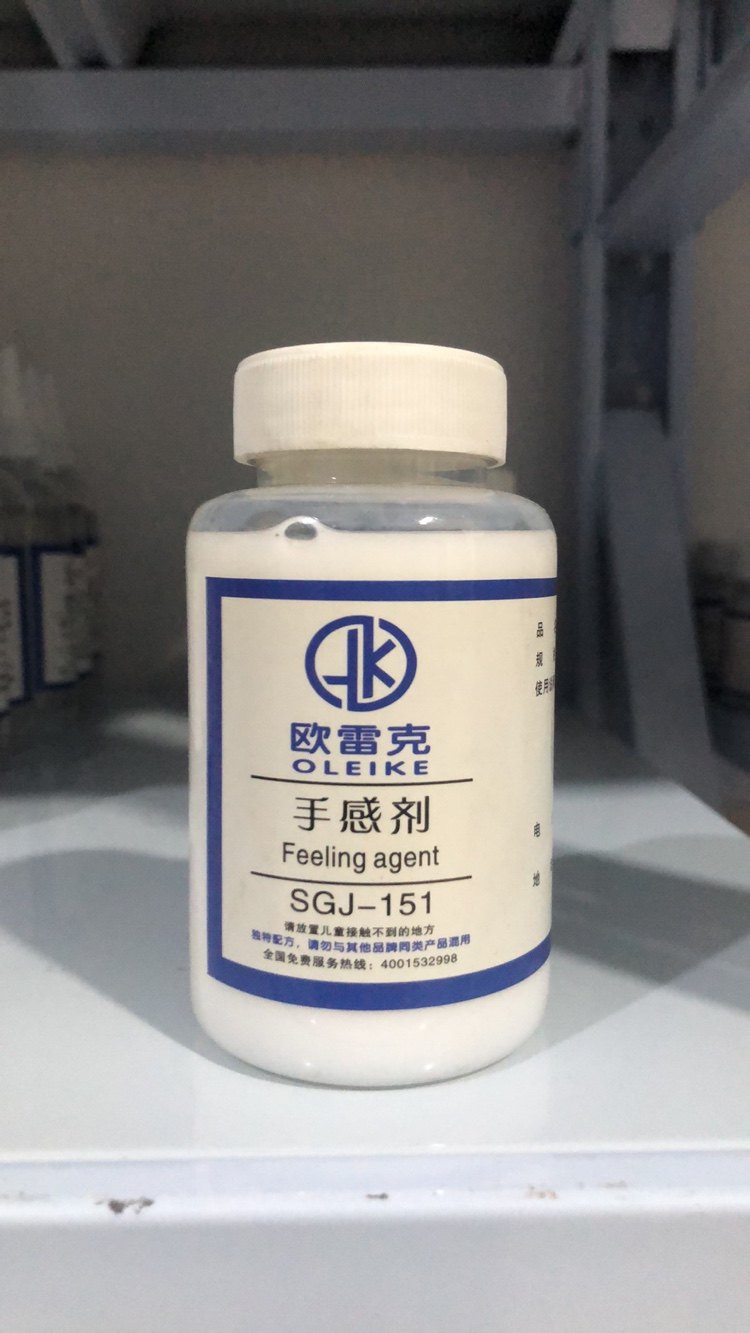 欧雷克
OLEIKE
手感剂
Feeling agent
SGJ-151
请放置儿童接触不到的地方
独特配方，请勿与其他品牌同类产品混用
全国免费服务热线：4001532998
品
规
使用
电
地